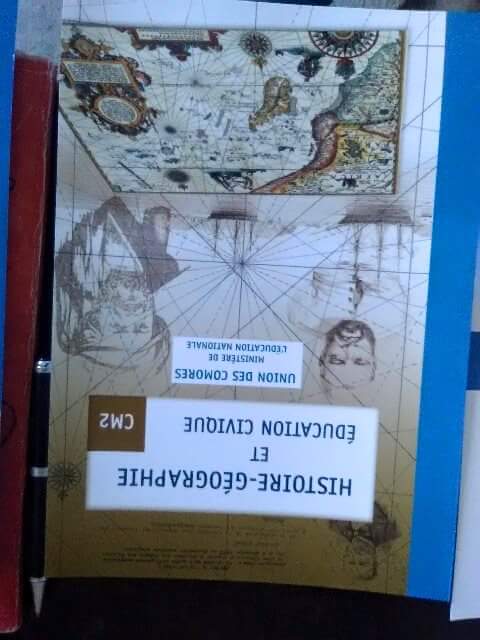 HISTOIRE-GÉOGRAPHIE
ET
ÉDUCATION CIVIQUE
CM2
UNION DES COMORES
MINISTÈRE DE
L'ÉDUCATION NATIONALE